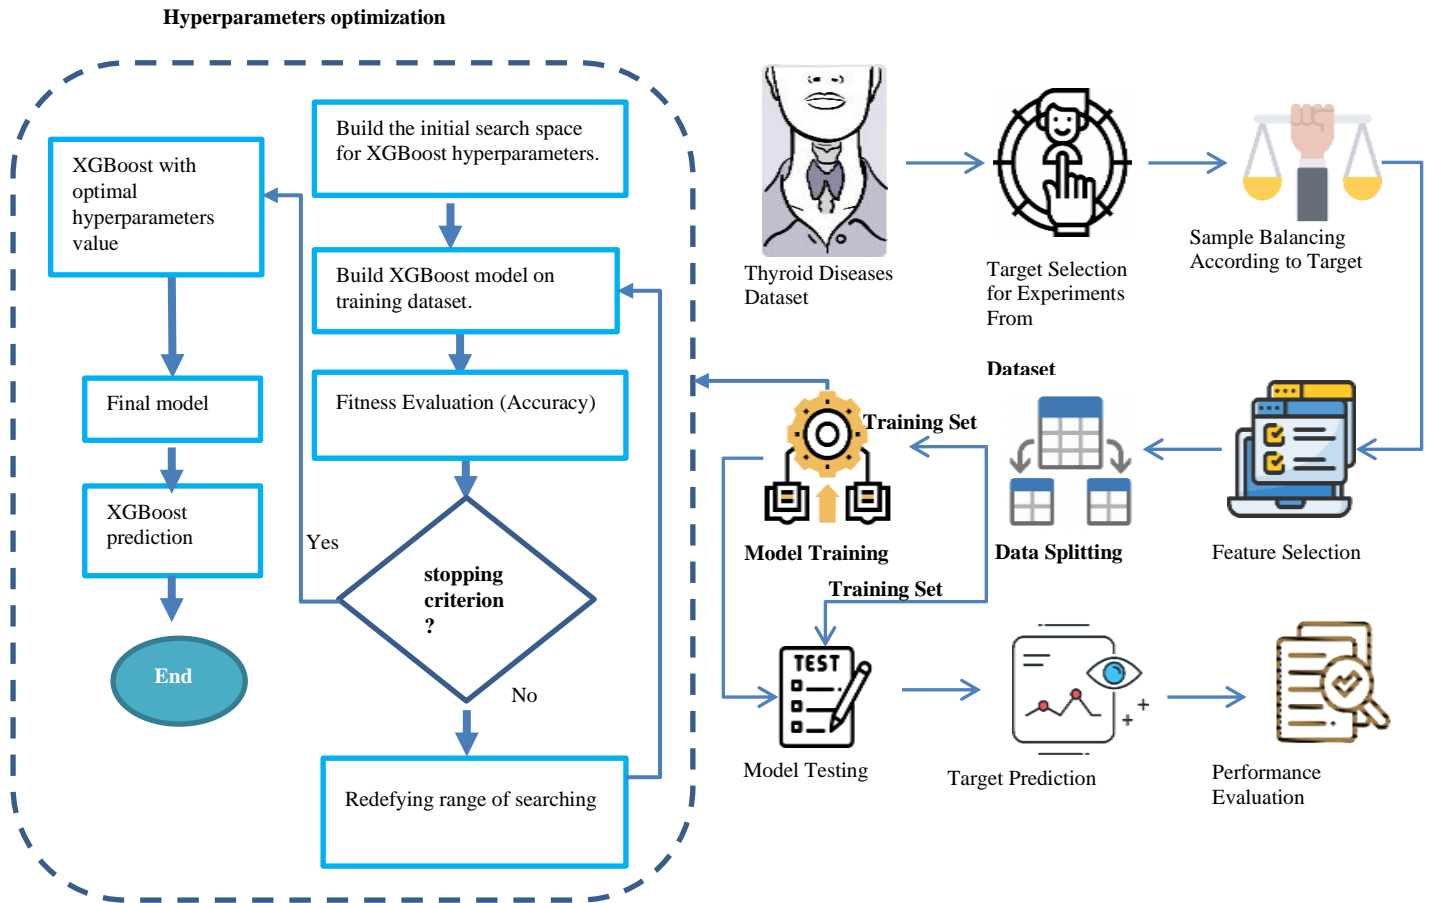 Hyperparameters optimization
Build the initial search space
for XGBoost hyperparameters.
XGBoost with
optimal
hyperparameters
value
Build XGBoost model on
training dataset.
Final model
Fitness Evaluation (Accuracy)
XGBoost
prediction
Yes
stopping
criterion
?
End
No
Redefying range of searching
Thyroid Diseases
Dataset
Target Selection
for Experiments
From
Dataset
Sample Balancing
According to Target
Training Set
Model Training
Data Splitting
Feature Selection
Training Set
TEST
Model Testing
Target Prediction
Performance
Evaluation